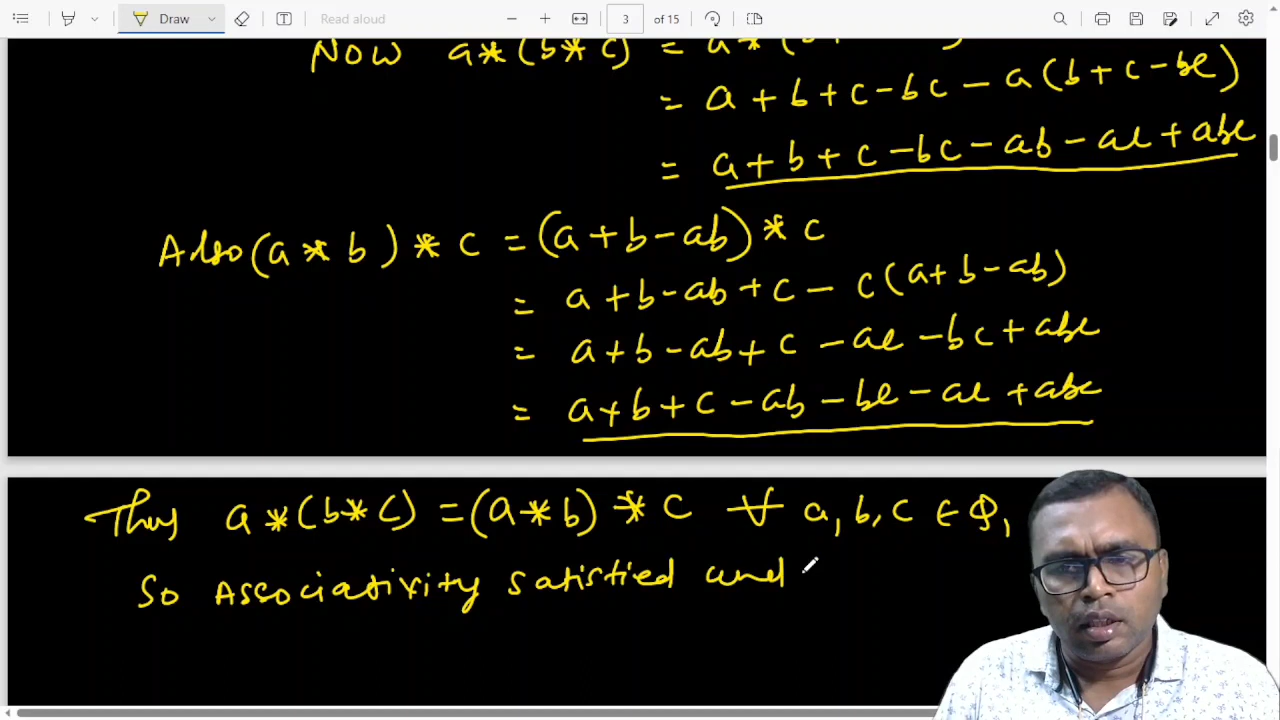 Draw
Read aloud
3 of 15
Now a*(b*c) = a*(b+
= a+b+c-bc-a(b+c-bc)
= a+b+c-bc-ab-ac+abc
Also (a*b)*c = (a+b-ab)*c
= a+b-ab+c-c(a+b-ab)
= a+b-ab+c-ac-bc+abc
= a+b+c-ab-bc-ac+abc
Thus a*(b*c) = (a*b)*c ∀ a,b,c ∈ Q,
So Associativity satisfied and